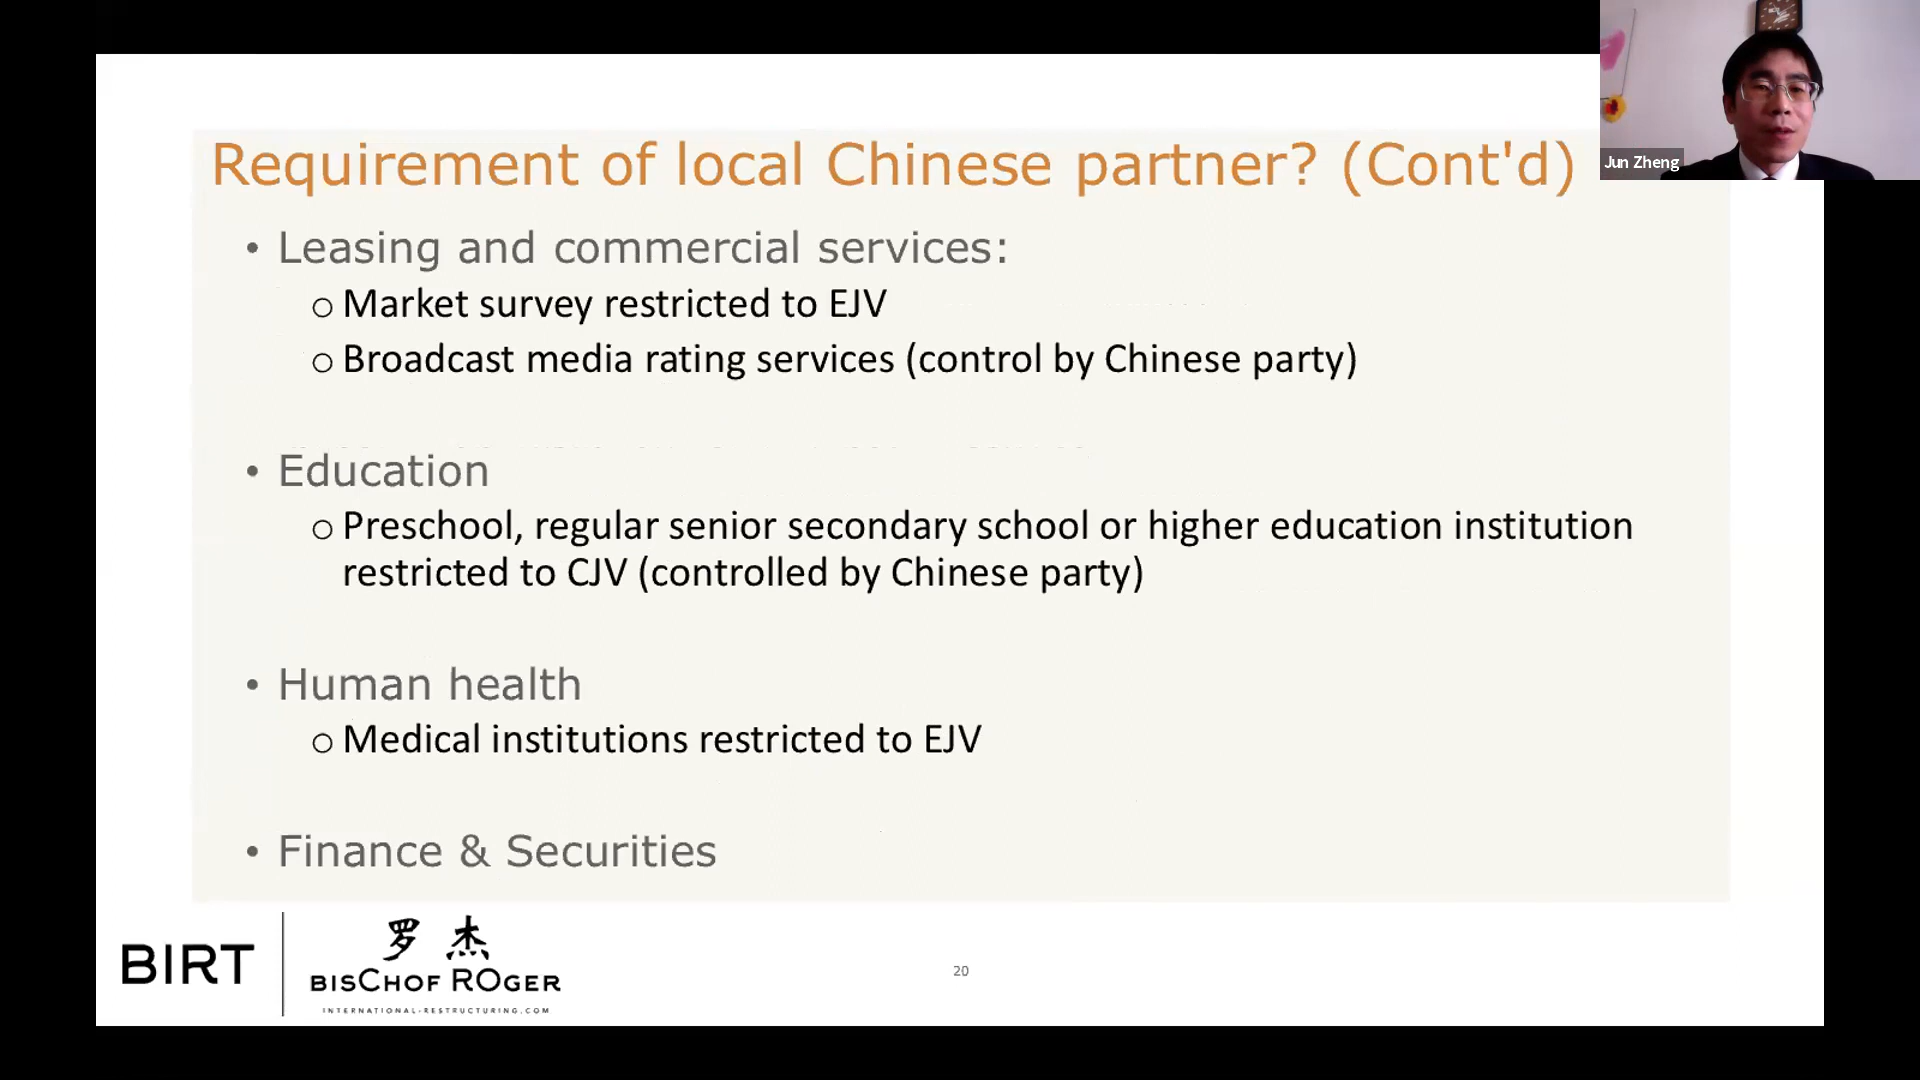 Requirement of local Chinese partner? (Cont'd)
Jun Zheng
• Leasing and commercial services:
o Market survey restricted to EJV
o Broadcast media rating services (control by Chinese party)
• Education
o Preschool, regular senior secondary school or higher education institution
restricted to CJV (controlled by Chinese party)
• Human health
o Medical institutions restricted to EJV
• Finance & Securities
BIRT
罗 杰
BISCHOF ROGER
INTERNATIONAL-RESTRUCTURING.COM
20